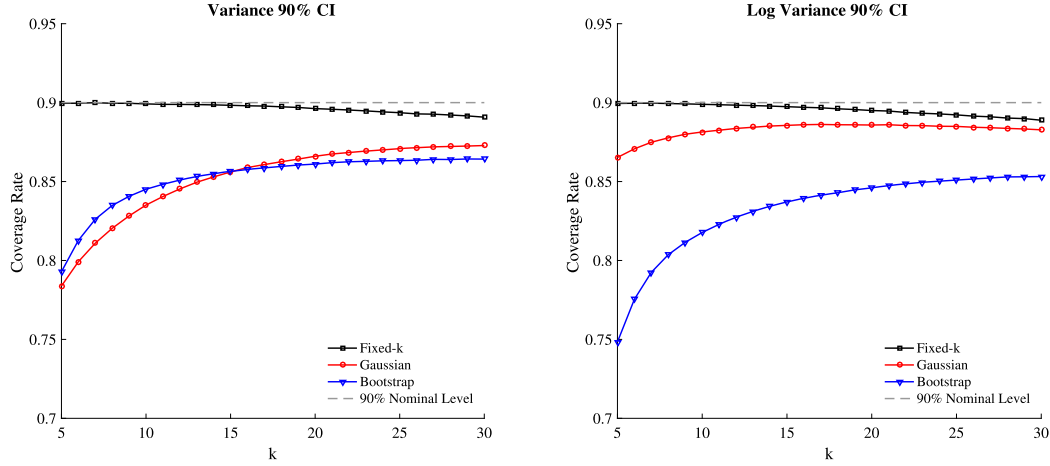 Variance 90% CI
0.95
0.9
0.85
0.8
0.75
0.7
Coverage Rate
5
10
15
20
25
30
k
Fixed-k
Gaussian
Bootstrap
90% Nominal Level
Log Variance 90% CI
0.95
0.9
0.85
0.8
0.75
0.7
Coverage Rate
5
10
15
20
25
30
k
Fixed-k
Gaussian
Bootstrap
90% Nominal Level